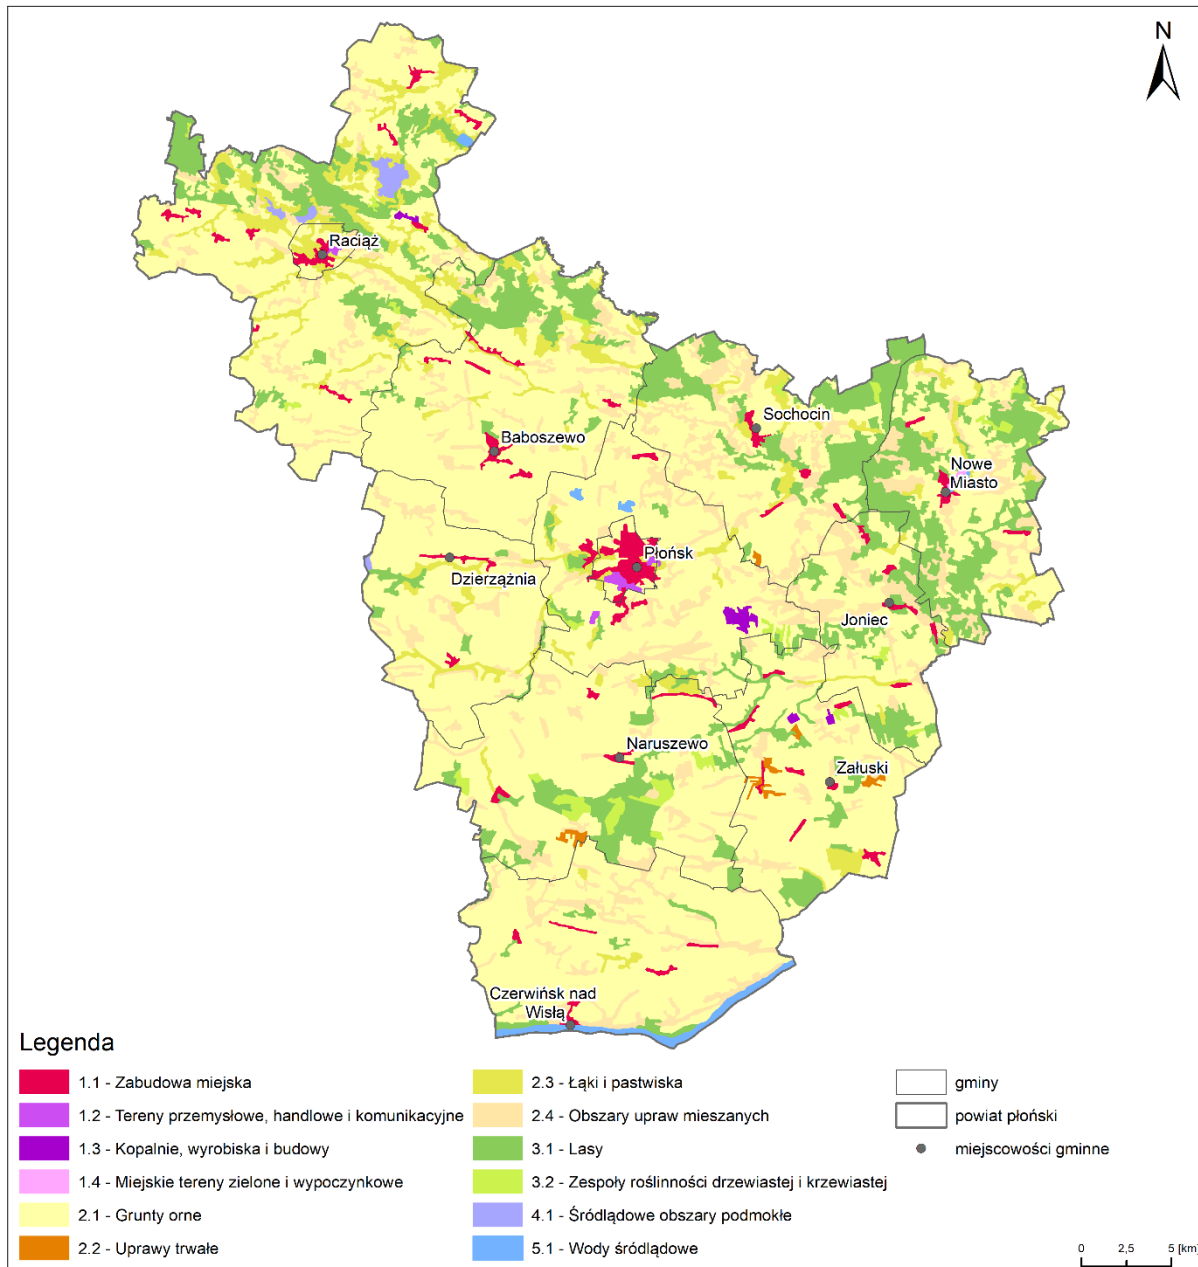 N
Raciąż
Sochocin
Baboszewo
Nowe
Miasto
Płońsk
Dzierzążnia
Joniec
Naruszewo
Załuski
Czerwińsk nad
Wisłą
Legenda
1.1 - Zabudowa miejska
1.2 - Tereny przemysłowe, handlowe i komunikacyjne
1.3 - Kopalnie, wyrobiska i budowy
1.4 - Miejskie tereny zielone i wypoczynkowe
2.1 - Grunty orne
2.2 - Uprawy trwałe
2.3 - Łąki i pastwiska
2.4 - Obszary upraw mieszanych
3.1 - Lasy
3.2 - Zespoły roślinności drzewiastej i krzewiastej
4.1 - Śródlądowe obszary podmokłe
5.1 - Wody śródlądowe
gminy
powiat płoński
miejscowości gminne
0 2,5 5 [km]